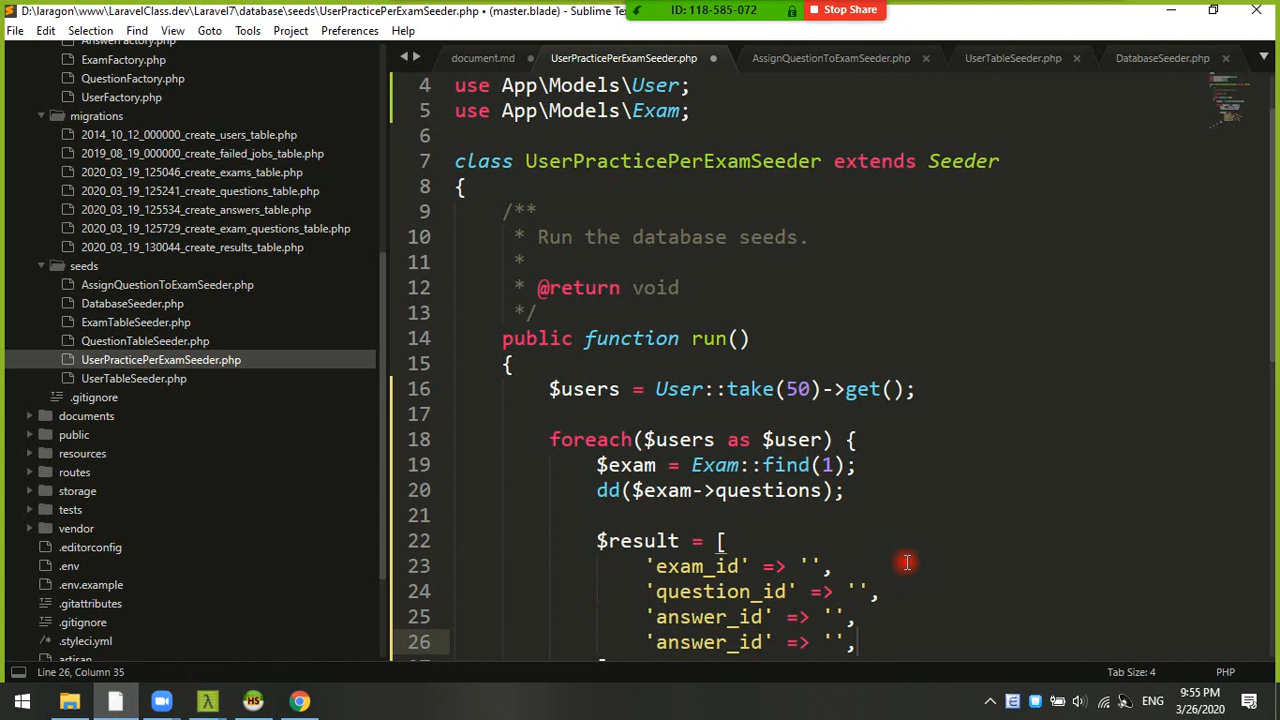 D:\laragon\www\LaravelClass.dev\Laravel7\database\seeds\UserPracticePerExamSeeder.php • (master.blade) - Sublime Tex
ID: 118-585-072
Stop Share
File Edit Selection Find View Goto Tools Project Preferences Help
AnswerFactory.php
ExamFactory.php
QuestionFactory.php
UserFactory.php
migrations
2014_10_12_000000_create_users_table.php
2019_08_19_000000_create_failed_jobs_table.php
2020_03_19_125046_create_exams_table.php
2020_03_19_125241_create_questions_table.php
2020_03_19_125534_create_answers_table.php
2020_03_19_125729_create_exam_questions_table.php
2020_03_19_130044_create_results_table.php
seeds
AssignQuestionToExamSeeder.php
DatabaseSeeder.php
ExamTableSeeder.php
QuestionTableSeeder.php
UserPracticePerExamSeeder.php
UserTableSeeder.php
.gitignore
documents
public
resources
routes
storage
tests
vendor
.editorconfig
.env
.env.example
.gitattributes
.gitignore
.styleci.yml
artisan
document.md UserPracticePerExamSeeder.php AssignQuestionToExamSeeder.php UserTableSeeder.php DatabaseSeeder.php
4 use App\Models\User;
5 use App\Models\Exam;
6
7 class UserPracticePerExamSeeder extends Seeder
8 {
9 /**
10 * Run the database seeds.
11 *
12 * @return void
13 */
14 public function run()
15 {
16 $users = User::take(50)->get();
17
18 foreach($users as $user) {
19 $exam = Exam::find(1);
20 dd($exam->questions);
21
22 $result = [
23 'exam_id' => '',
24 'question_id' => '',
25 'answer_id' => '',
26 'answer_id' => '',
Line 26, Column 35
Tab Size: 4 PHP
ENG
9:55 PM
3/26/2020